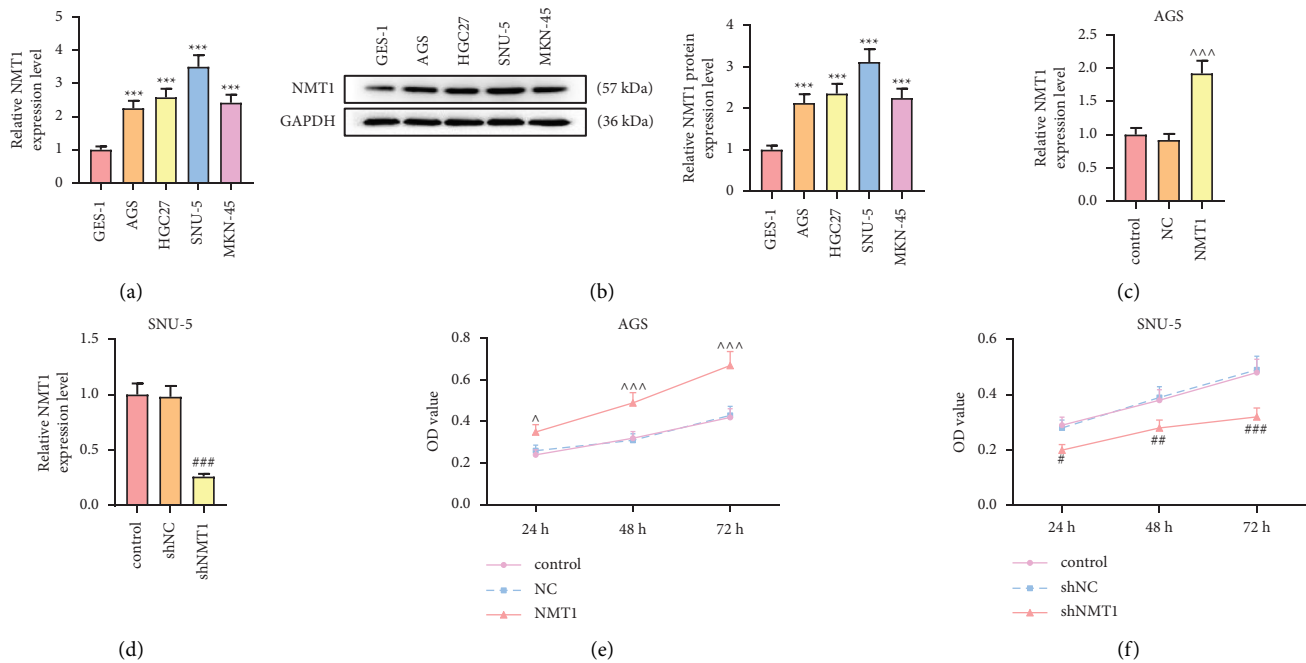 Relative NMT1
expression level
5
4
3
2
1
0
***
***
***
***
GES-1
AGS
HGC27
SNU-5
MKN-45
(a)
GES-1
AGS
HGC27
SNU-5
MKN-45
NMT1
(57 kDa)
GAPDH
(36 kDa)
Relative NMT1 protein
expression level
4
3
2
1
0
***
***
***
***
GES-1
AGS
HGC27
SNU-5
MKN-45
(b)
AGS
Relative NMT1
expression level
2.5
2.0
1.5
1.0
0.5
0.0
^^^
control
NC
NMT1
(c)
SNU-5
Relative NMT1
expression level
1.5
1.0
0.5
0.0
###
control
shNC
shNMT1
(d)
AGS
OD value
0.8
0.6
0.4
0.2
0.0
^
^^^
^^^
24 h
48 h
72 h
control
NC
NMT1
(e)
SNU-5
OD value
0.6
0.4
0.2
0.0
#
##
###
24 h
48 h
72 h
control
shNC
shNMT1
(f)